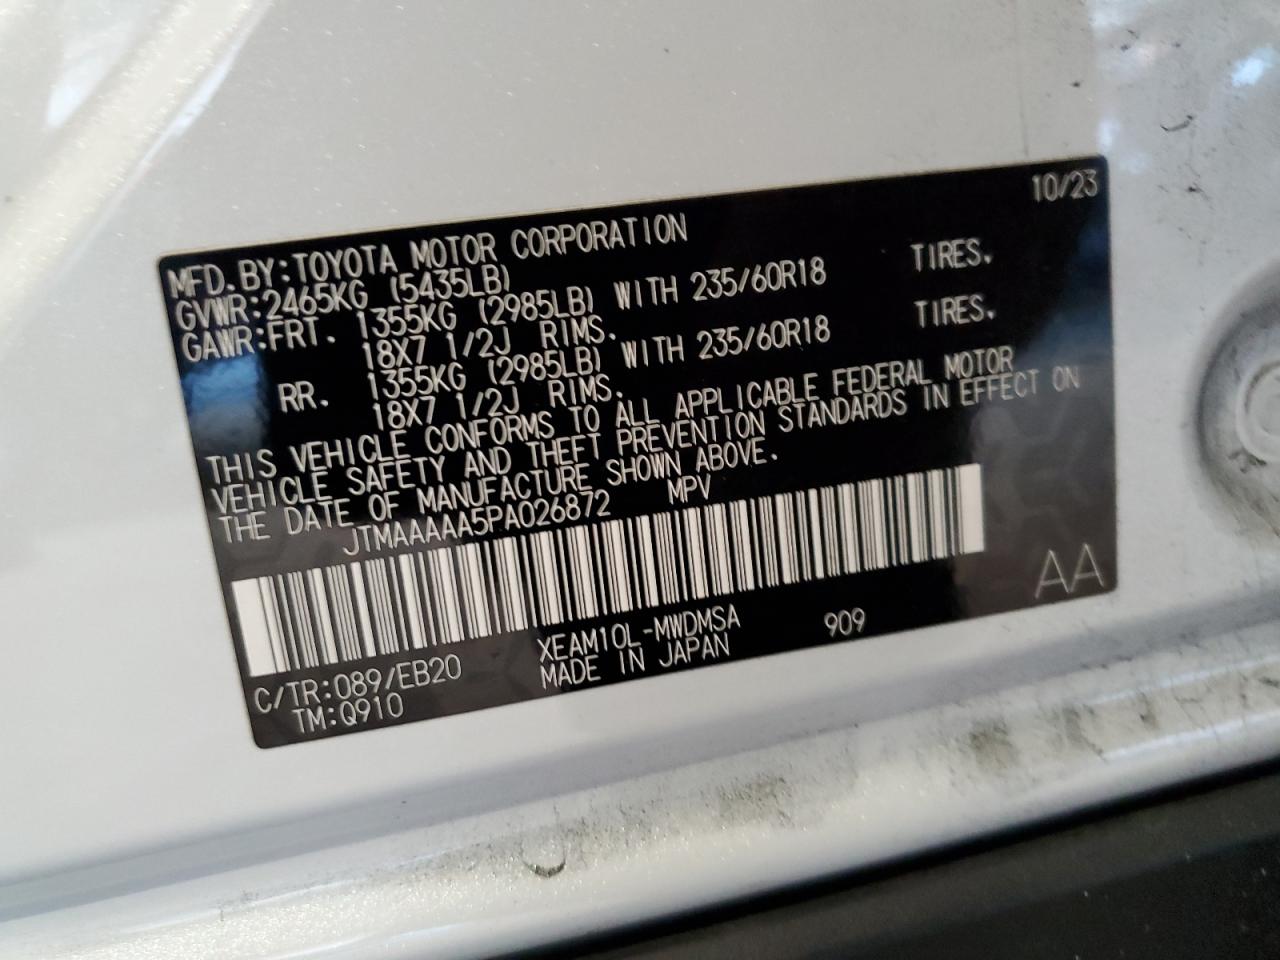 10/23
MFD.BY:TOYOTA MOTOR CORPORATION
GVWR:2465KG (5435LB)
GAWR:FRT. 1355KG (2985LB) WITH 235/60R18 TIRES.
18X7 1/2J RIMS.
RR. 1355KG (2985LB) WITH 235/60R18 TIRES.
18X7 1/2J RIMS.
THIS VEHICLE CONFORMS TO ALL APPLICABLE FEDERAL MOTOR
VEHICLE SAFETY AND THEFT PREVENTION STANDARDS IN EFFECT ON
THE DATE OF MANUFACTURE SHOWN ABOVE.
JTMAAAAA5PA026872 MPV
AA
C/TR:089/EB20 XEAM10L-MWDMSA 909
TM:Q910 MADE IN JAPAN